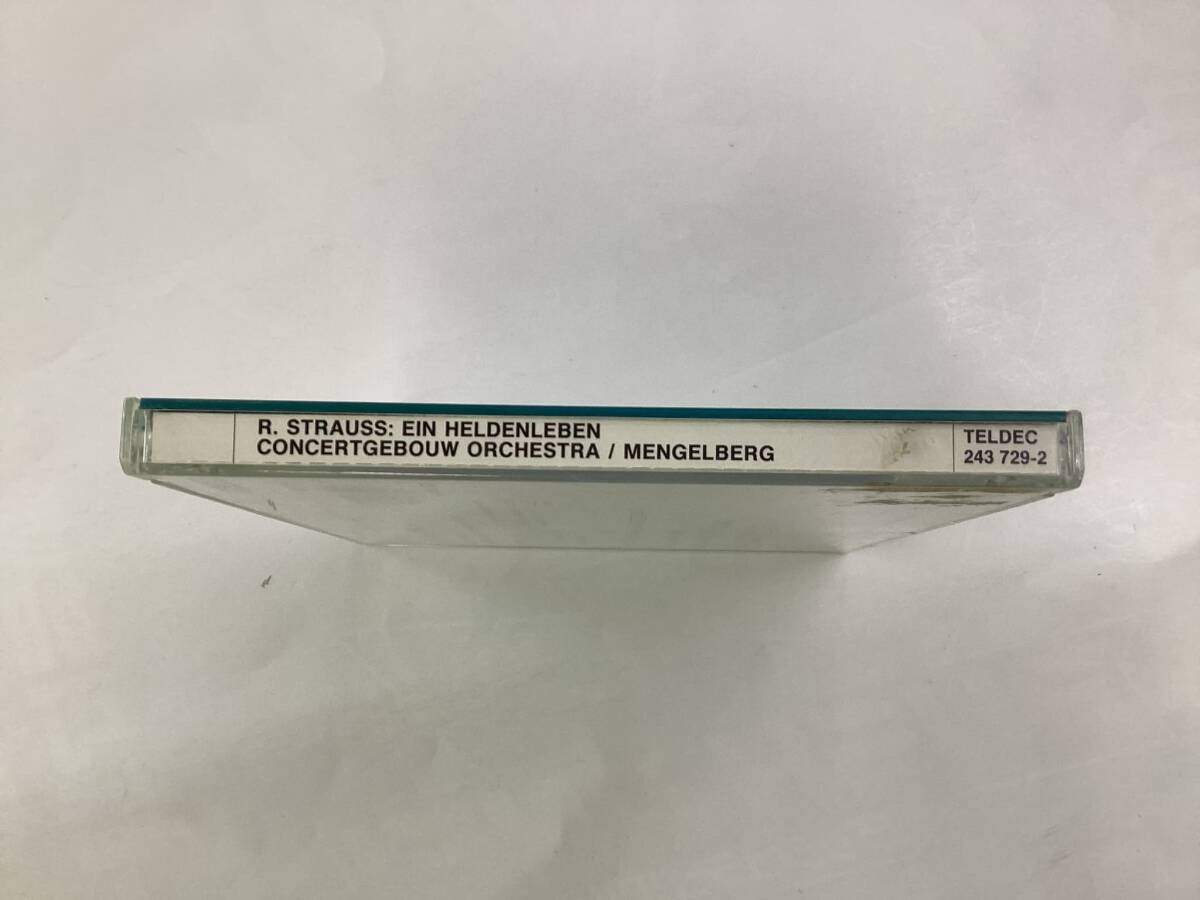 R. STRAUSS: EIN HELDENLEBEN
CONCERTGEBOUW ORCHESTRA / MENGELBERG
TELDEC
243 729-2